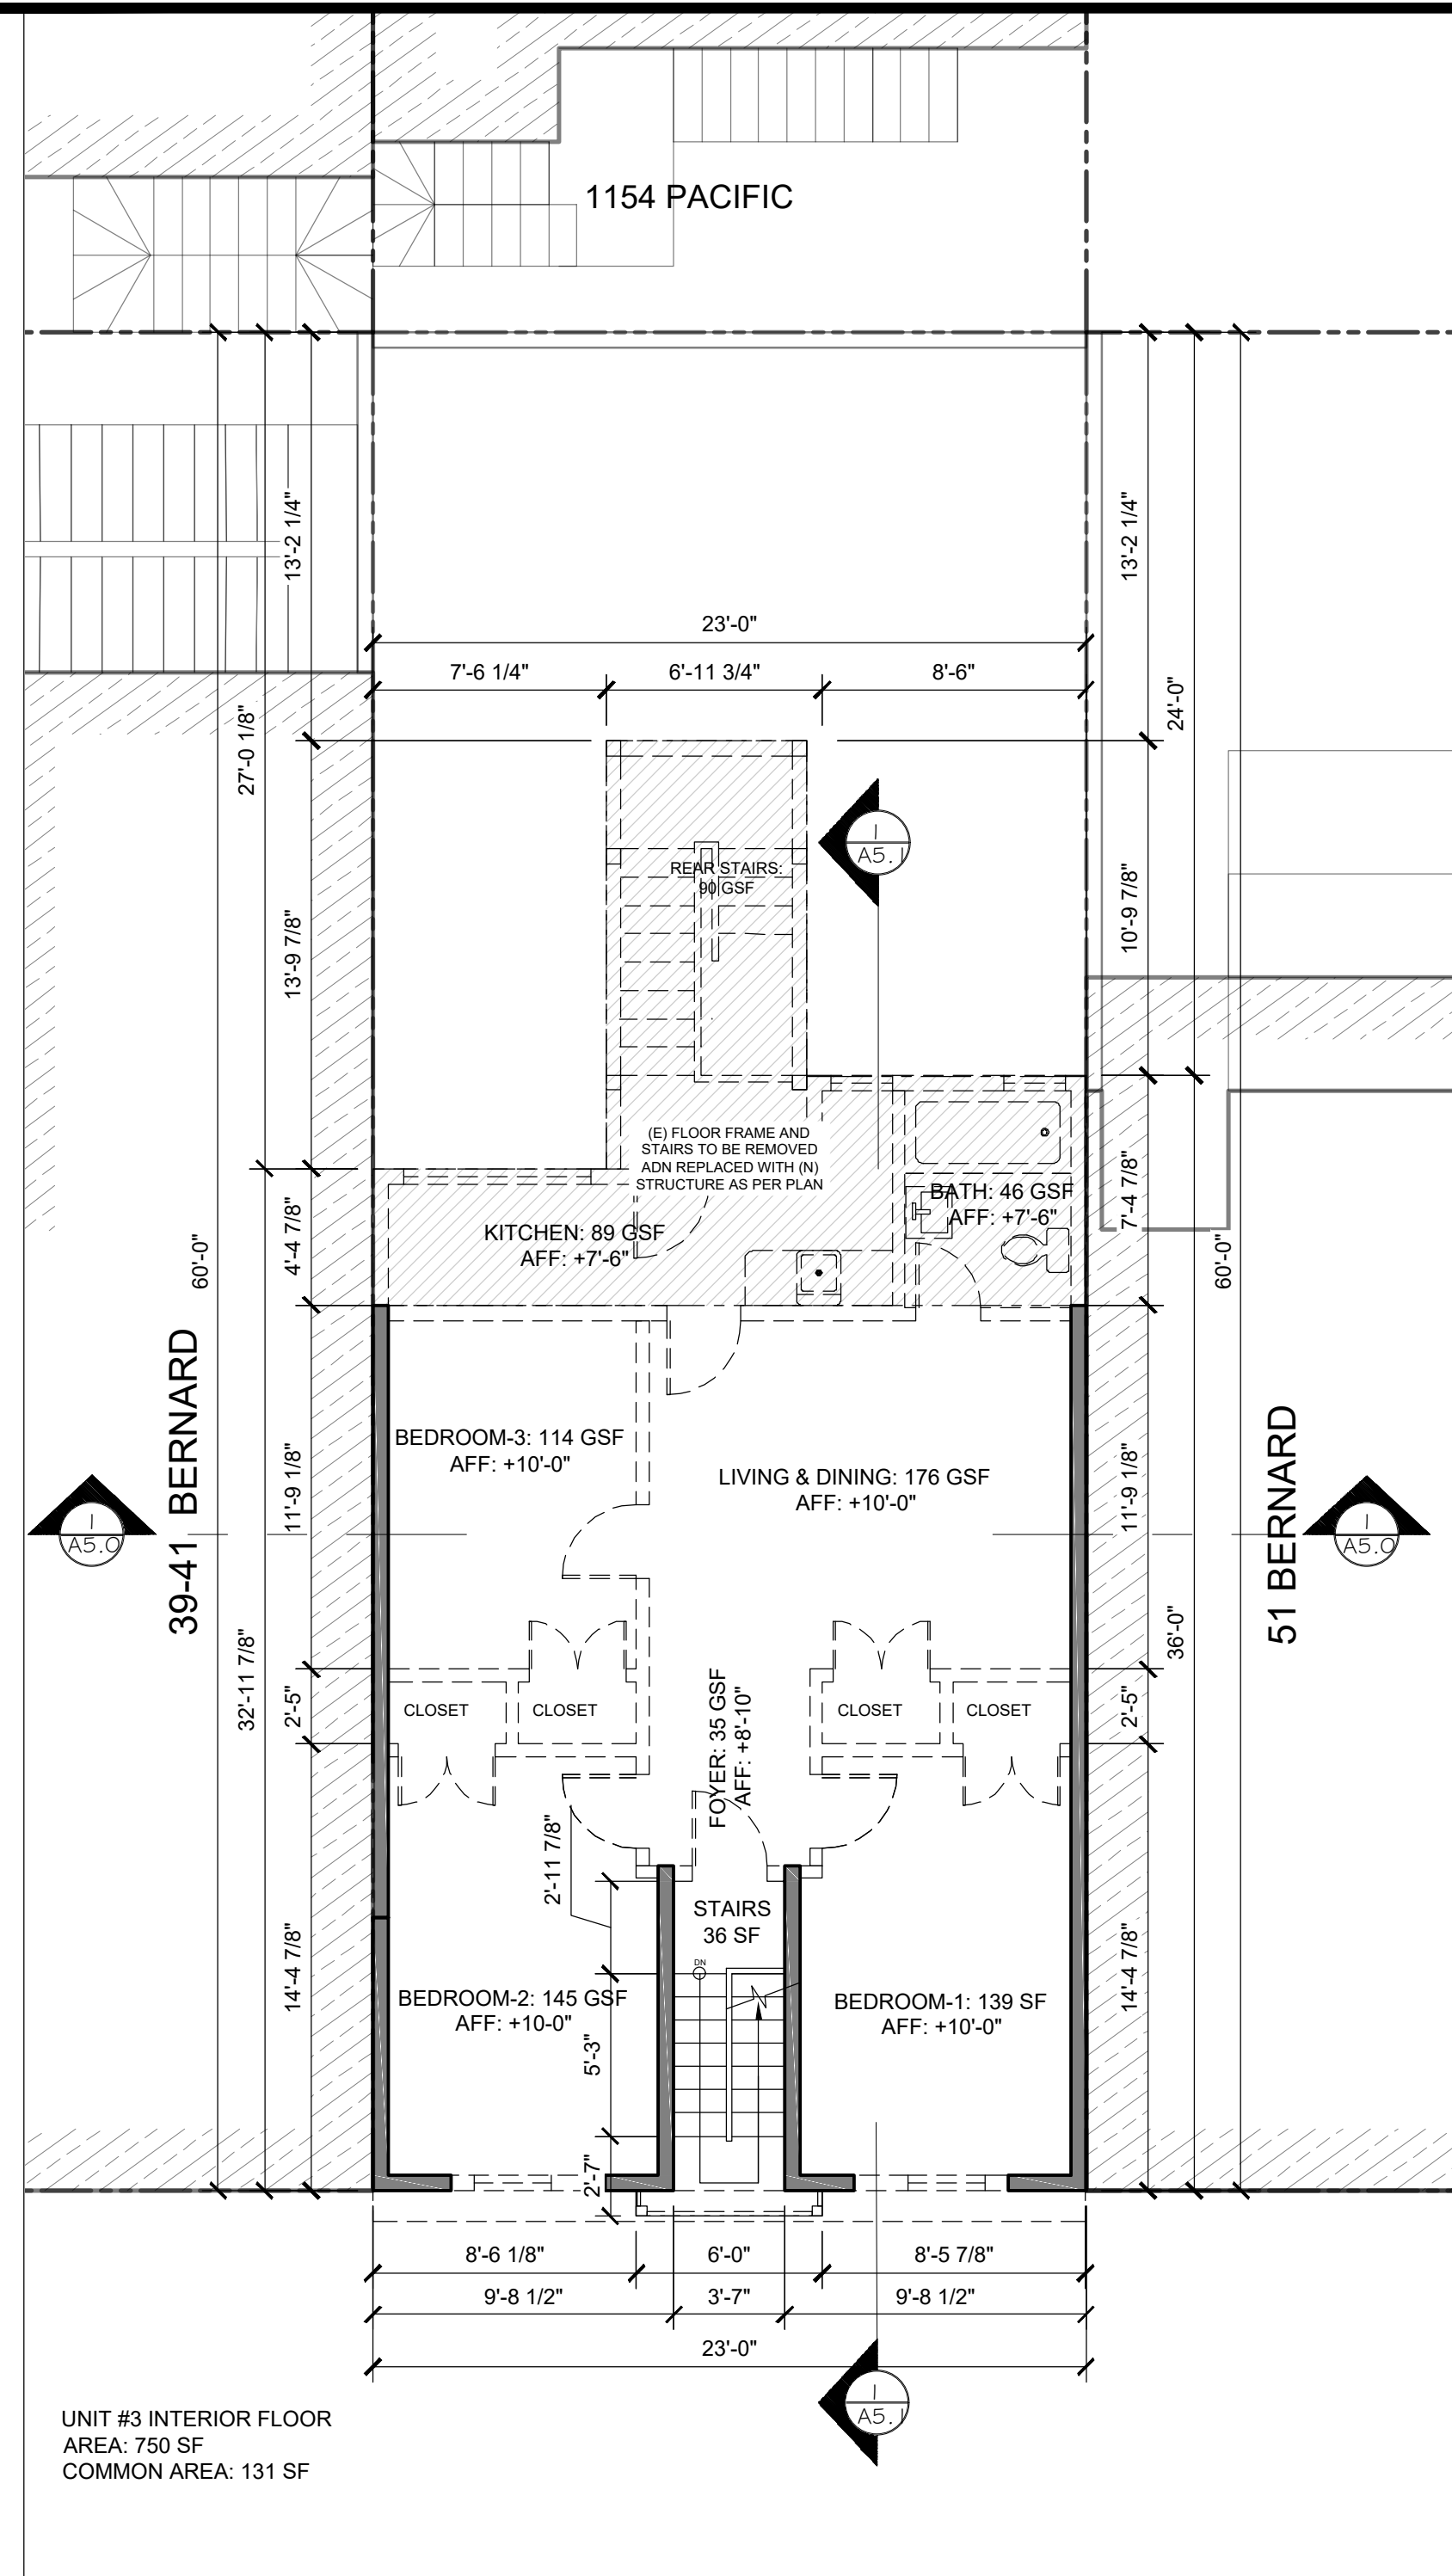 1154 PACIFIC
13'-2 1/4"
13'-2 1/4"
23'-0"
7'-6 1/4"
6'-11 3/4"
8'-6"
27'-0 1/8"
24'-0"
1
A5.1
REAR STAIRS:
90 GSF
13'-9 7/8"
10'-9 7/8"
(E) FLOOR FRAME AND
STAIRS TO BE REMOVED
ADN REPLACED WITH (N)
STRUCTURE AS PER PLAN
BATH: 46 GSF
AFF: +7'-6"
KITCHEN: 89 GSF
AFF: +7'-6"
4'-4 7/8"
7'-4 7/8"
60'-0"
60'-0"
39-41 BERNARD
51 BERNARD
BEDROOM-3: 114 GSF
AFF: +10'-0"
LIVING & DINING: 176 GSF
AFF: +10'-0"
11'-9 1/8"
11'-9 1/8"
1
A5.0
1
A5.0
32'-11 7/8"
36'-0"
2'-5"
2'-5"
CLOSET
CLOSET
CLOSET
CLOSET
FOYER: 35 GSF
AFF: +8'-10"
2'-11 7/8"
STAIRS
36 SF
DN
14'-4 7/8"
14'-4 7/8"
BEDROOM-2: 145 GSF
AFF: +10-0"
BEDROOM-1: 139 SF
AFF: +10'-0"
5'-3"
2'-7"
8'-6 1/8"
6'-0"
8'-5 7/8"
9'-8 1/2"
3'-7"
9'-8 1/2"
23'-0"
1
A5.1
UNIT #3 INTERIOR FLOOR
AREA: 750 SF
COMMON AREA: 131 SF